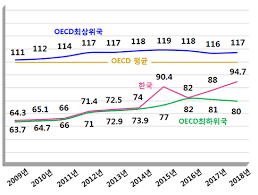 OECD최상위국
111 112 114 117 117 118 119 118 116 117
OECD 평균
한국
64.3 65.1 66 71.4 72.5 74 90.4 82 88 94.7
63.7 64.7 66 71 72.9 73.9 77 82 81 80
OECD최하위국
2009년 2010년 2011년 2012년 2013년 2014년 2015년 2016년 2017년 2018년